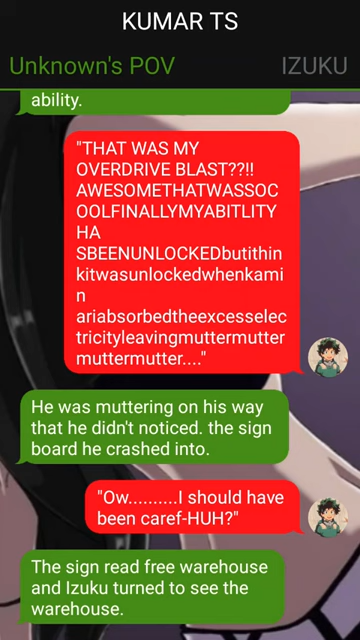 KUMAR TS
Unknown's POV IZUKU
ability.
"THAT WAS MY
OVERDRIVE BLAST??!!
AWESOMETHATWASSOC
OOLFINALLYMYABITLITY
HA
SBEENUNLOCKEDbutithin
kitwasunlockedwhenkami
n
ariabsorbedtheexcesselec
tricityleavingmuttermutter
muttermutter...."
He was muttering on his way
that he didn't noticed. the sign
board he crashed into.
"Ow..........I should have
been caref-HUH?"
The sign read free warehouse
and Izuku turned to see the
warehouse.